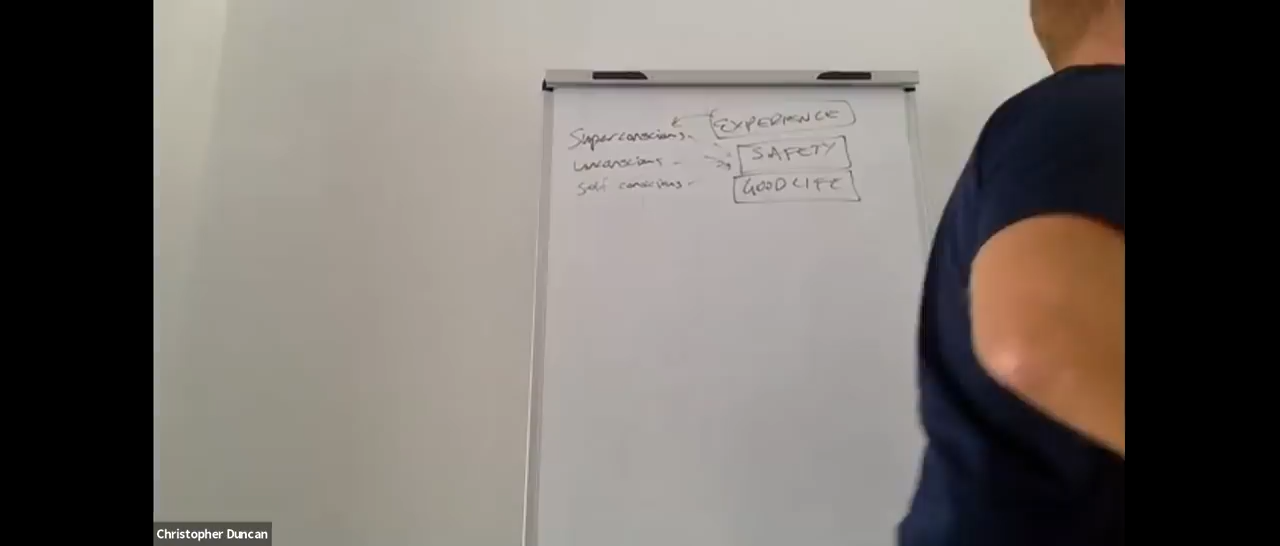 Superconscious - EXPERIENCE
Unconscious - SAFETY
Self conscious - GOOD LIFE
Christopher Duncan